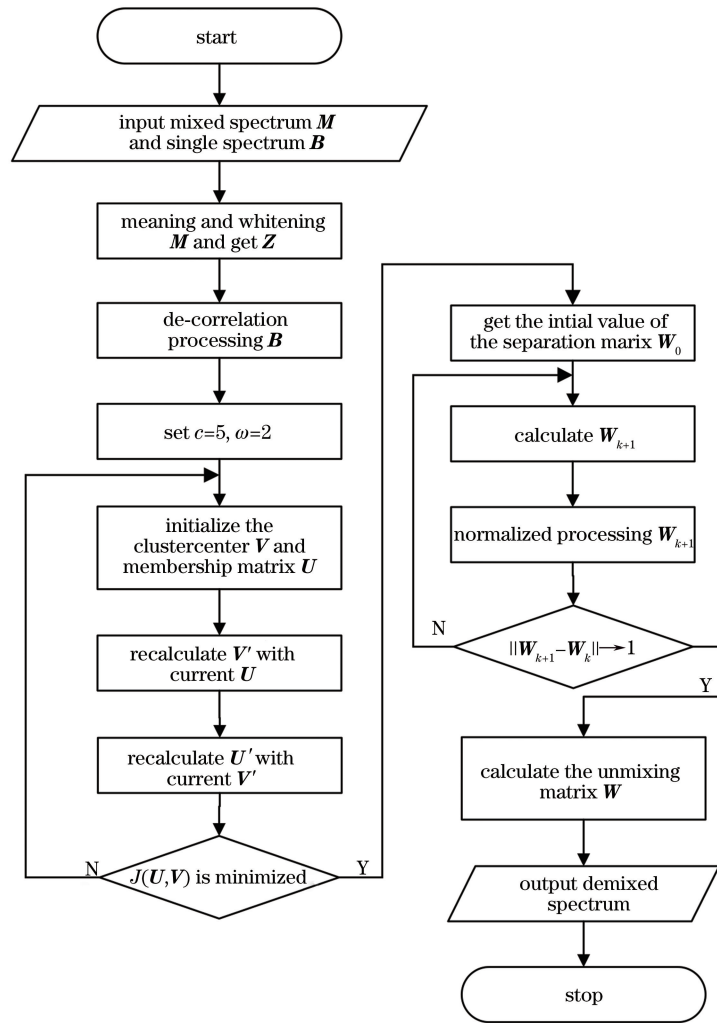 start
input mixed spectrum M
and single spectrum B
meaning and whitening
M and get Z
de-correlation
processing B
set c=5, ω=2
initialize the
clustercenter V and
membership matrix U
recalculate V′ with
current U
recalculate U′ with
current V′
J(U,V) is minimized
N
Y
get the intial value of
the separation marix W₀
calculate Wₖ₊₁
normalized processing Wₖ₊₁
||Wₖ₊₁−Wₖ||→1
N
Y
calculate the unmixing
matrix W
output demixed
spectrum
stop